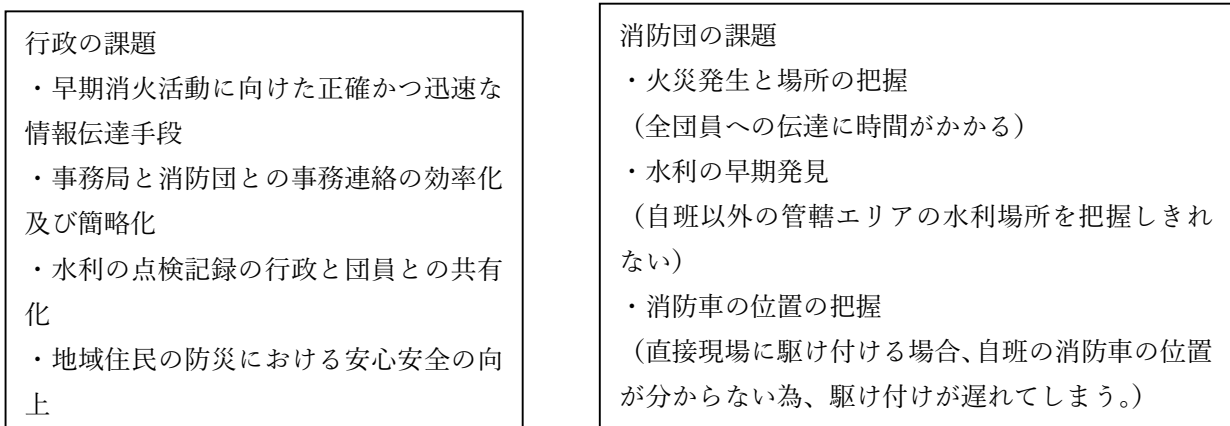 行政の課題
・早期消火活動に向けた正確かつ迅速な
情報伝達手段
・事務局と消防団との事務連絡の効率化
及び簡略化
・水利の点検記録の行政と団員との共有
化
・地域住民の防災における安心安全の向
上
消防団の課題
・火災発生と場所の把握
（全団員への伝達に時間がかかる）
・水利の早期発見
（自班以外の管轄エリアの水利場所を把握しきれ
ない）
・消防車の位置の把握
（直接現場に駆け付ける場合、自班の消防車の位置
が分からない為、駆け付けが遅れてしまう。）